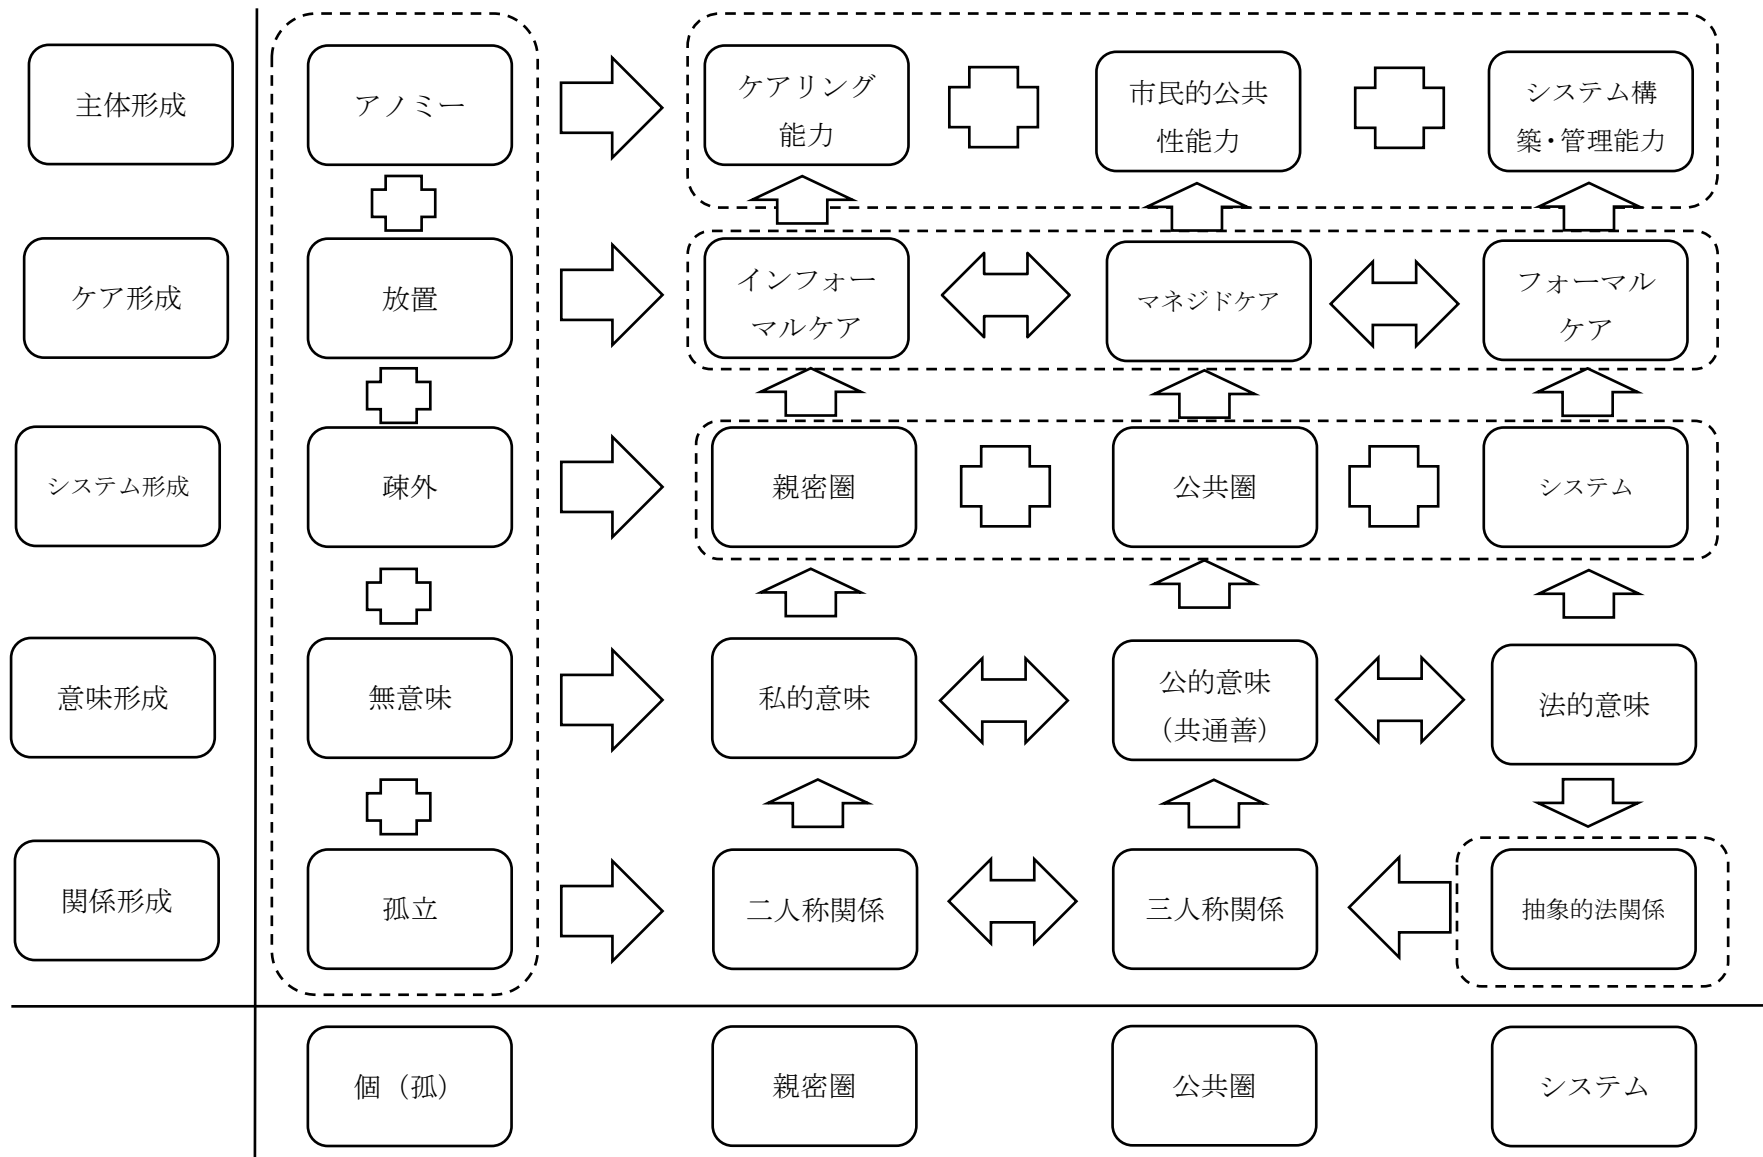 主体形成
アノミー
ケアリング
能力
市民的公共
性能力
システム構
築・管理能力
ケア形成
放置
インフォー
マルケア
マネジドケア
フォーマル
ケア
システム形成
疎外
親密圏
公共圏
システム
意味形成
無意味
私的意味
公的意味
（共通善）
法的意味
関係形成
孤立
二人称関係
三人称関係
抽象的法関係
個（孤）
親密圏
公共圏
システム